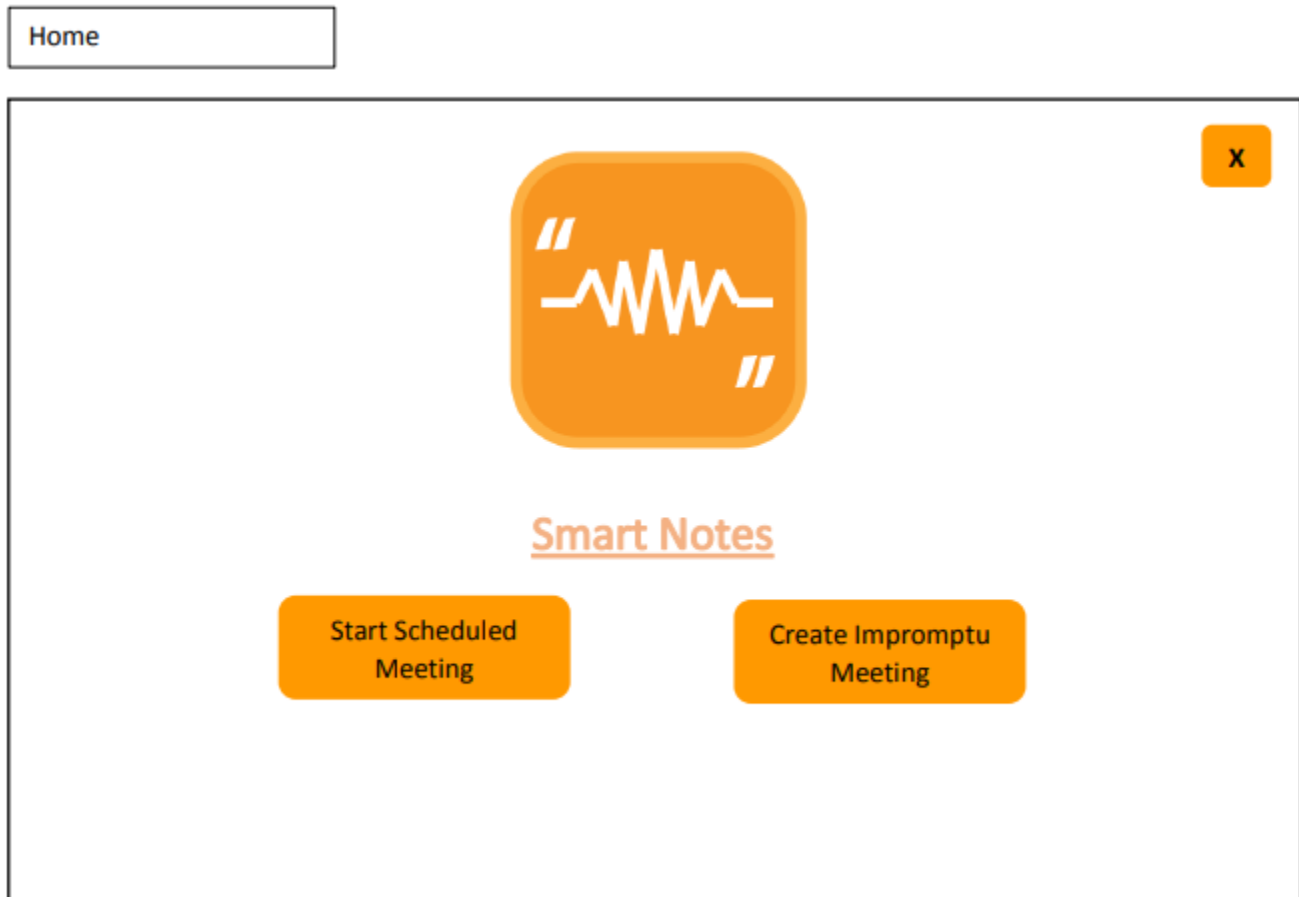 Home
X
Smart Notes
Start Scheduled
Meeting
Create Impromptu
Meeting